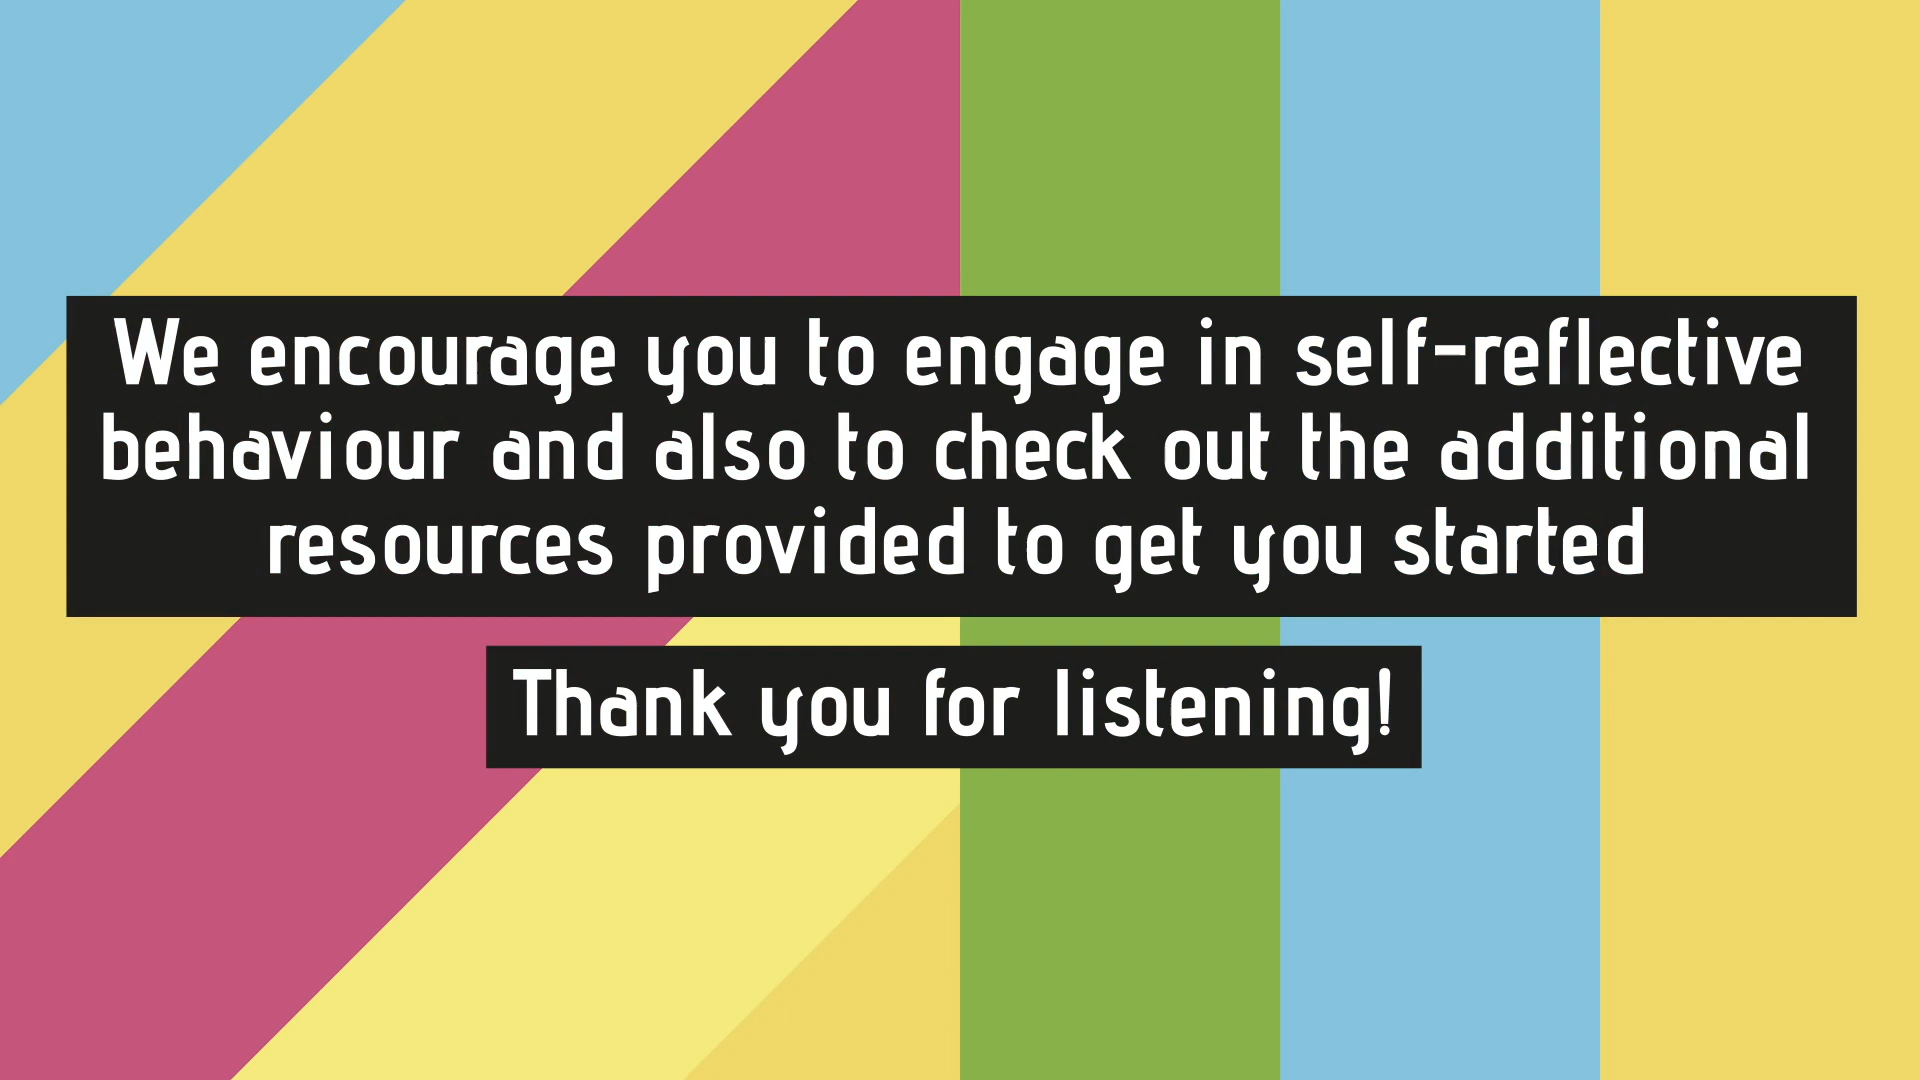 We encourage you to engage in self-reflective
behaviour and also to check out the additional
resources provided to get you started
Thank you for listening!